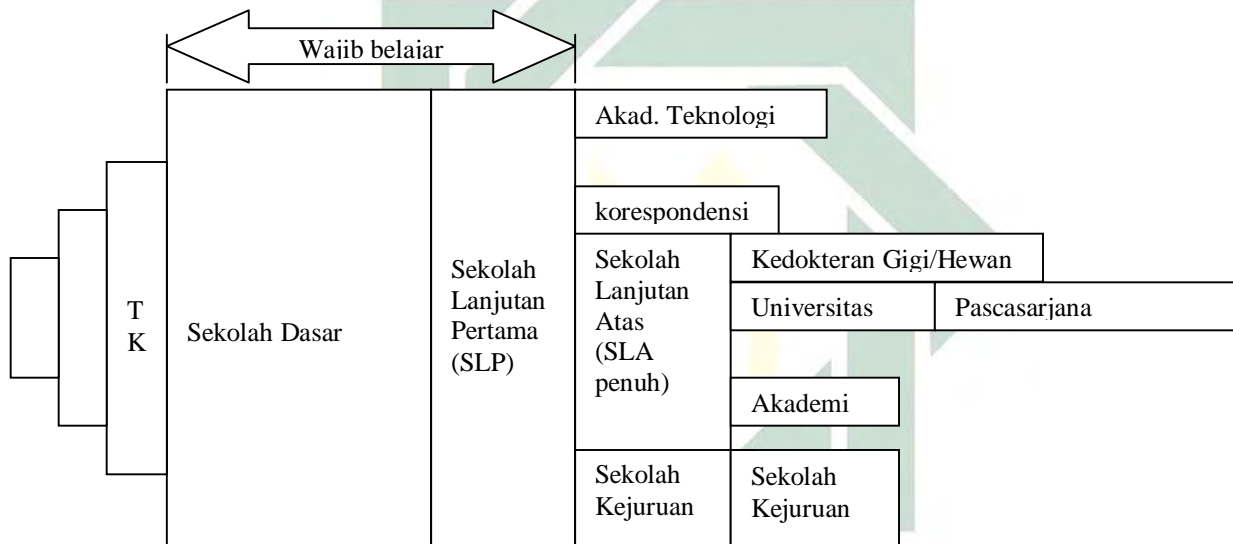 Wajib belajar
Akad. Teknologi
korespondensi
T
K
Sekolah Dasar
Sekolah
Lanjutan
Pertama
(SLP)
Sekolah
Lanjutan
Atas
(SLA
penuh)
Kedokteran Gigi/Hewan
Universitas
Pascasarjana
Akademi
Sekolah
Kejuruan
Sekolah
Kejuruan